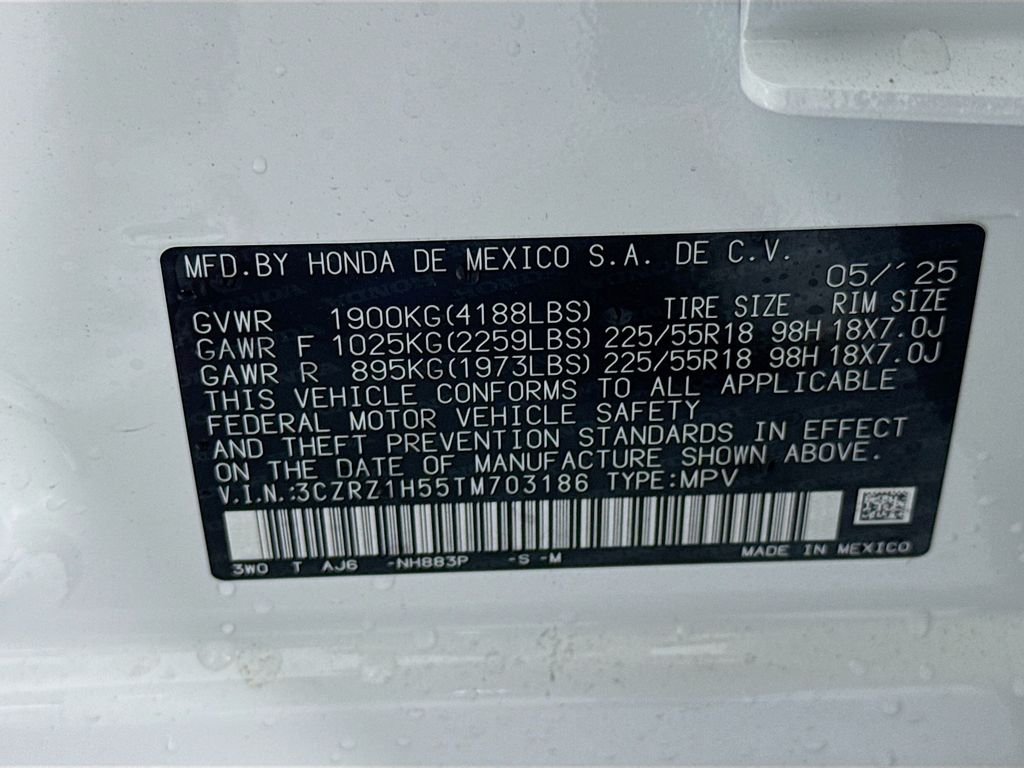 MFD.BY HONDA DE MEXICO S.A. DE C.V.
05/'25
GVWR 1900KG(4188LBS) TIRE SIZE RIM SIZE
GAWR F 1025KG(2259LBS) 225/55R18 98H 18X7.0J
GAWR R 895KG(1973LBS) 225/55R18 98H 18X7.0J
THIS VEHICLE CONFORMS TO ALL APPLICABLE
FEDERAL MOTOR VEHICLE SAFETY
AND THEFT PREVENTION STANDARDS IN EFFECT
ON THE DATE OF MANUFACTURE SHOWN ABOVE.
V.I.N.:3CZRZ1H55TM703186 TYPE:MPV
3W0 T AJ6 -NH883P -S -M MADE IN MEXICO